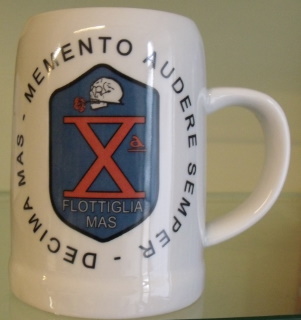 DECIMA MAS - MEMENTO AUDERE SEMPER -
X
a
FLOTTIGLIA
MAS